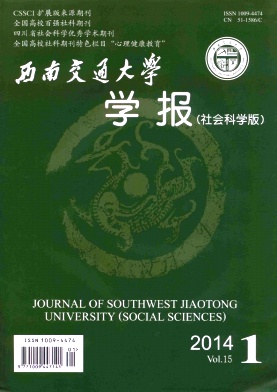 CSSCI扩展版来源期刊
全国高校百强社科期刊
四川省社会科学优秀学术期刊
全国高校社科期刊特色栏目“心理健康教育”
ISSN 1009-4474
CN 51-1586/C
西南交通大學
学报(社会科学版)
JOURNAL OF SOUTHWEST JIAOTONG
UNIVERSITY (SOCIAL SCIENCES)
ISSN 1009-4474
01>
9771009447147
2014 1
Vol.15